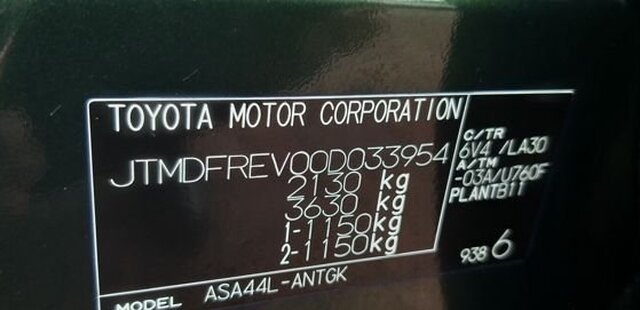 TOYOTA MOTOR CORPORATION
JTMDFREV00D033954
2130 kg
3630 kg
1-1150kg
2-1150kg
C/TR
6V4 /LA30
A/TM
-03A/U760F
PLANTB11
938 6
MODEL ASA44L-ANTGK